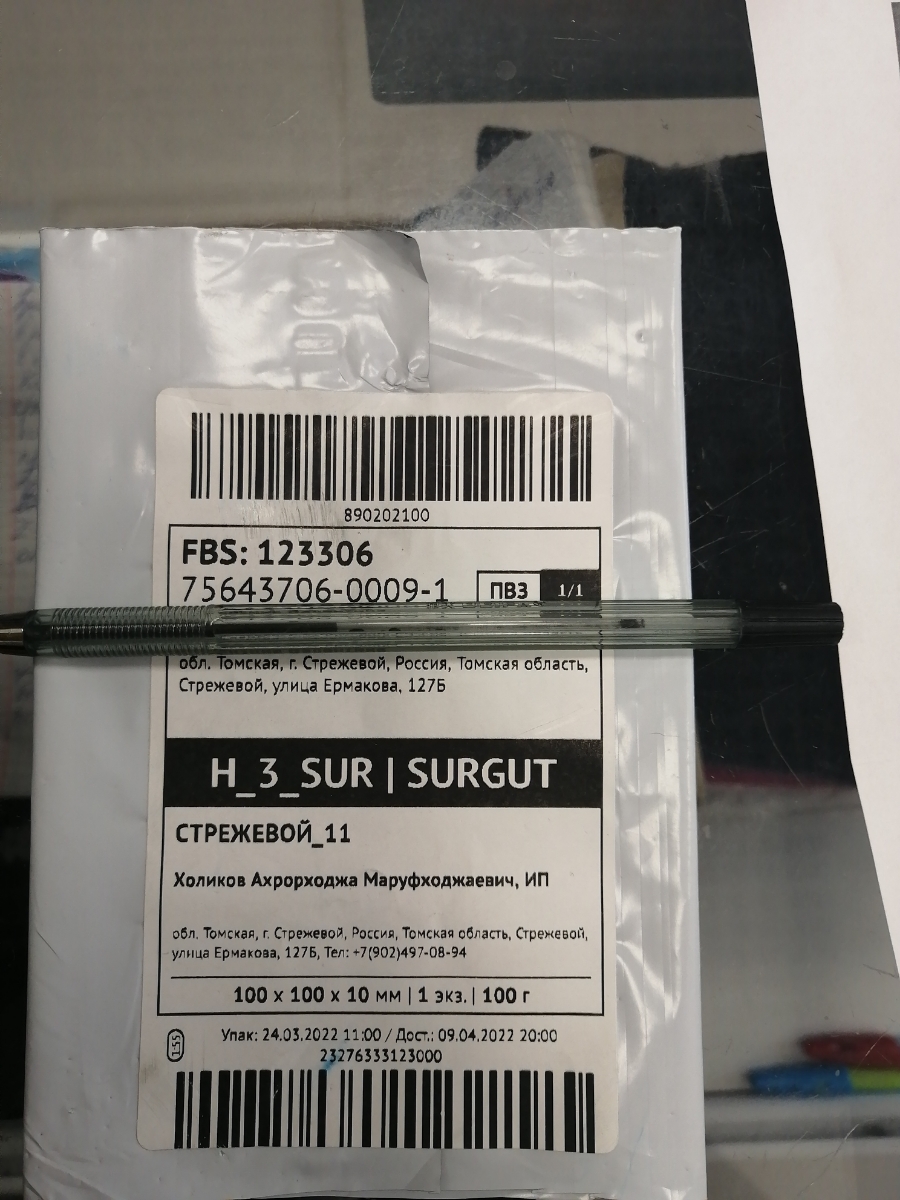 890202100
FBS: 123306
75643706-0009-1
ПВЗ 1/1
обл. Томская, г. Стрежевой, Россия, Томская область,
Стрежевой, улица Ермакова, 127Б
H_3_SUR | SURGUT
СТРЕЖЕВОЙ_11
Холиков Ахрорходжа Маруфходжаевич, ИП
обл. Томская, г. Стрежевой, Россия, Томская область, Стрежевой,
улица Ермакова, 127Б, Тел: +7(902)497-08-94
100 x 100 x 10 мм | 1 экз. | 100 г
Упак: 24.03.2022 11:00 / Дост.: 09.04.2022 20:00
155
23276333123000